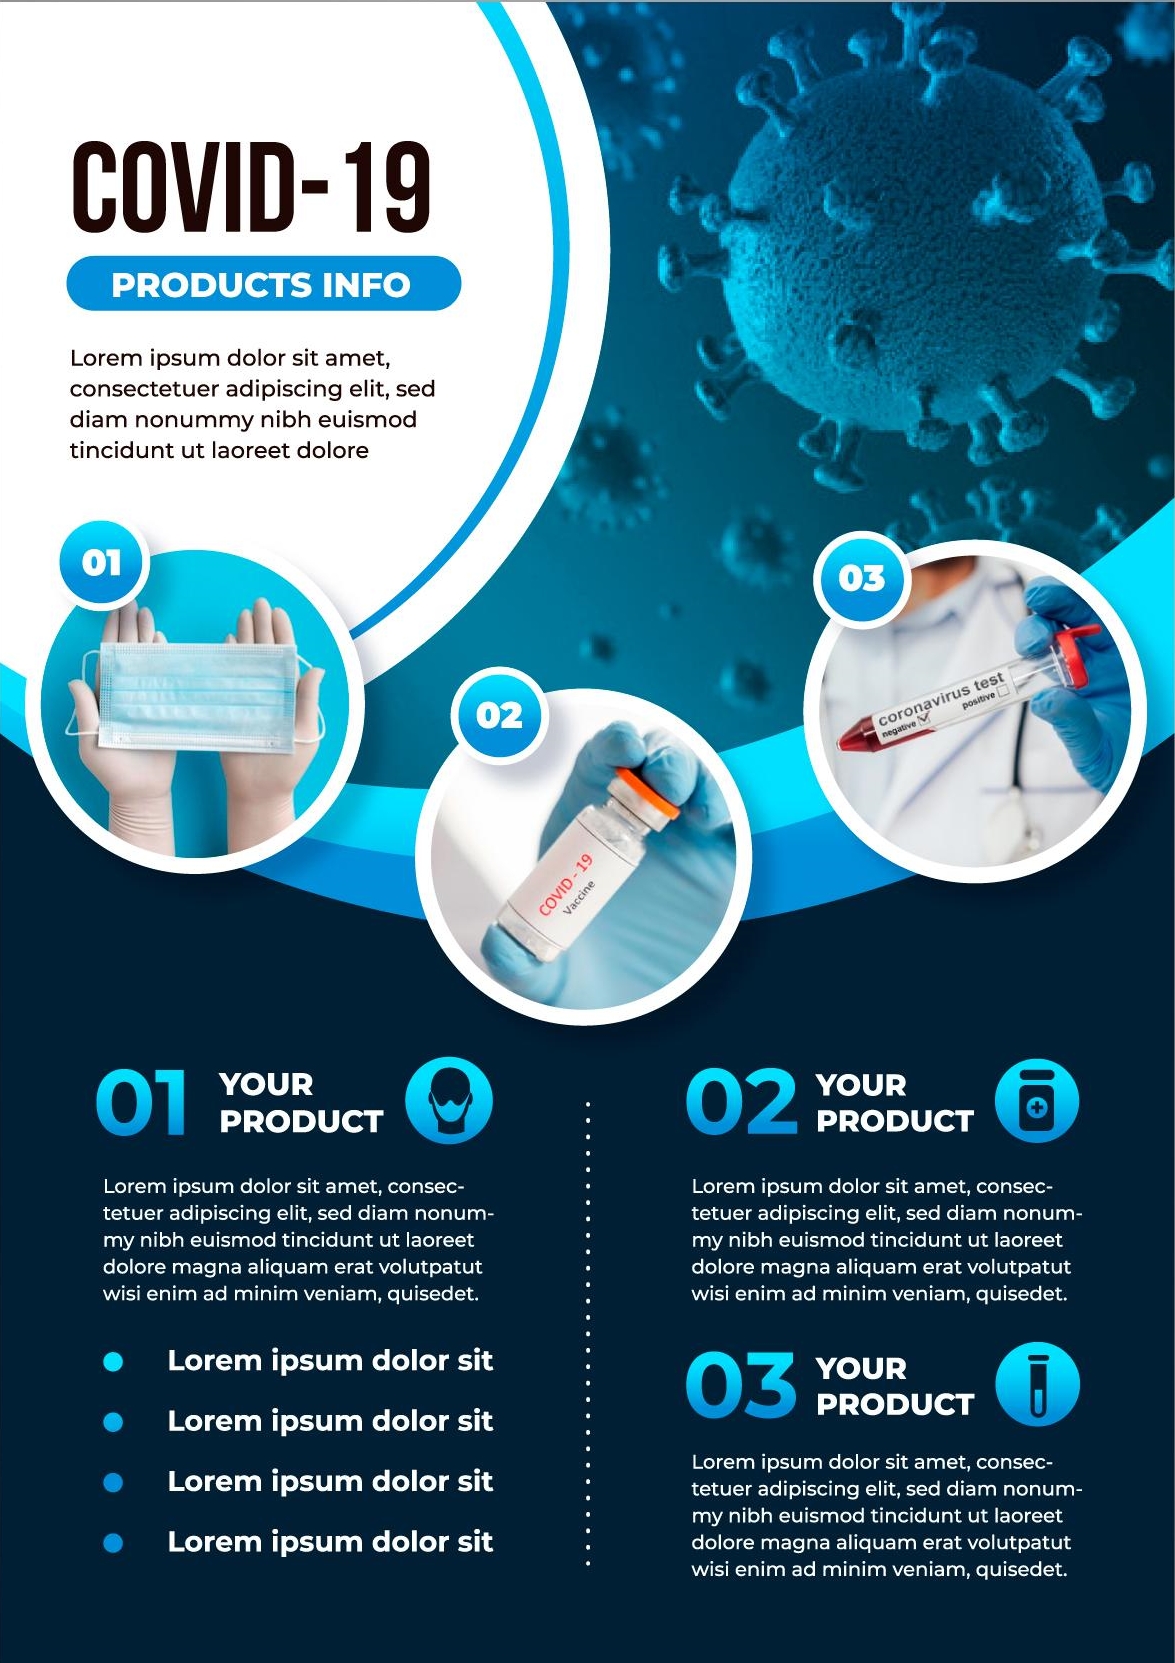 COVID-19
PRODUCTS INFO
Lorem ipsum dolor sit amet,
consectetuer adipiscing elit, sed
diam nonummy nibh euismod
tincidunt ut laoreet dolore
01
03
coronavirus test
negative
positive
02
COVID - 19
Vaccine
01
YOUR
PRODUCT
Lorem ipsum dolor sit amet, consec-
tetuer adipiscing elit, sed diam nonum-
my nibh euismod tincidunt ut laoreet
dolore magna aliquam erat volutpatut
wisi enim ad minim veniam, quisedet.
Lorem ipsum dolor sit
Lorem ipsum dolor sit
Lorem ipsum dolor sit
Lorem ipsum dolor sit
02
YOUR
PRODUCT
Lorem ipsum dolor sit amet, consec-
tetuer adipiscing elit, sed diam nonum-
my nibh euismod tincidunt ut laoreet
dolore magna aliquam erat volutpatut
wisi enim ad minim veniam, quisedet.
03
YOUR
PRODUCT
Lorem ipsum dolor sit amet, consec-
tetuer adipiscing elit, sed diam nonum-
my nibh euismod tincidunt ut laoreet
dolore magna aliquam erat volutpatut
wisi enim ad minim veniam, quisedet.